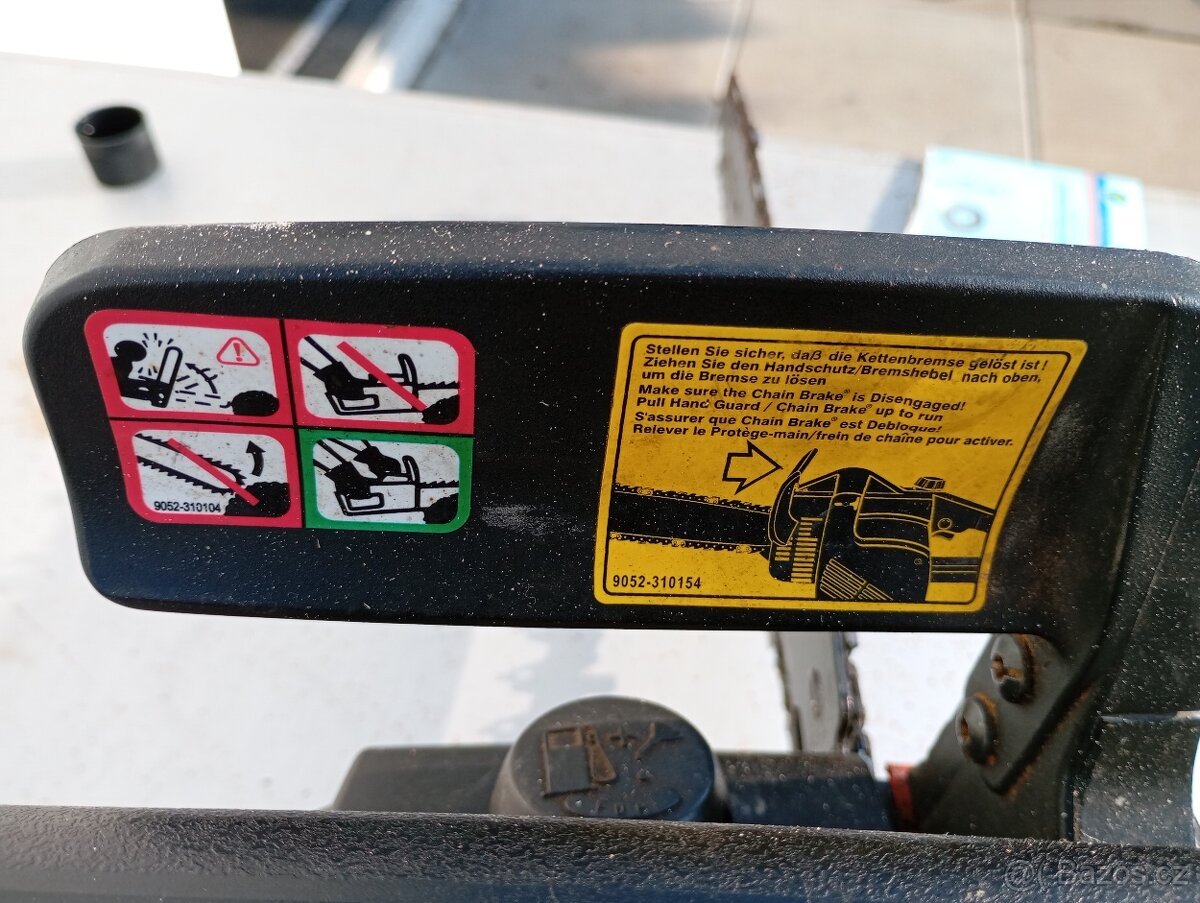 9052-310104
Stellen Sie sicher, daß die Kettenbremse gelöst ist !
Ziehen Sie den Handschutz/Bremshebel nach oben,
um die Bremse zu lösen
Make sure the Chain Brake® is Disengaged!
Pull Hand Guard / Chain Brake® up to run
S'assurer que Chain Brake® est Debloque!
Relever le Protège-main/frein de chaîne pour activer.
9052-310154
Bazos.cz